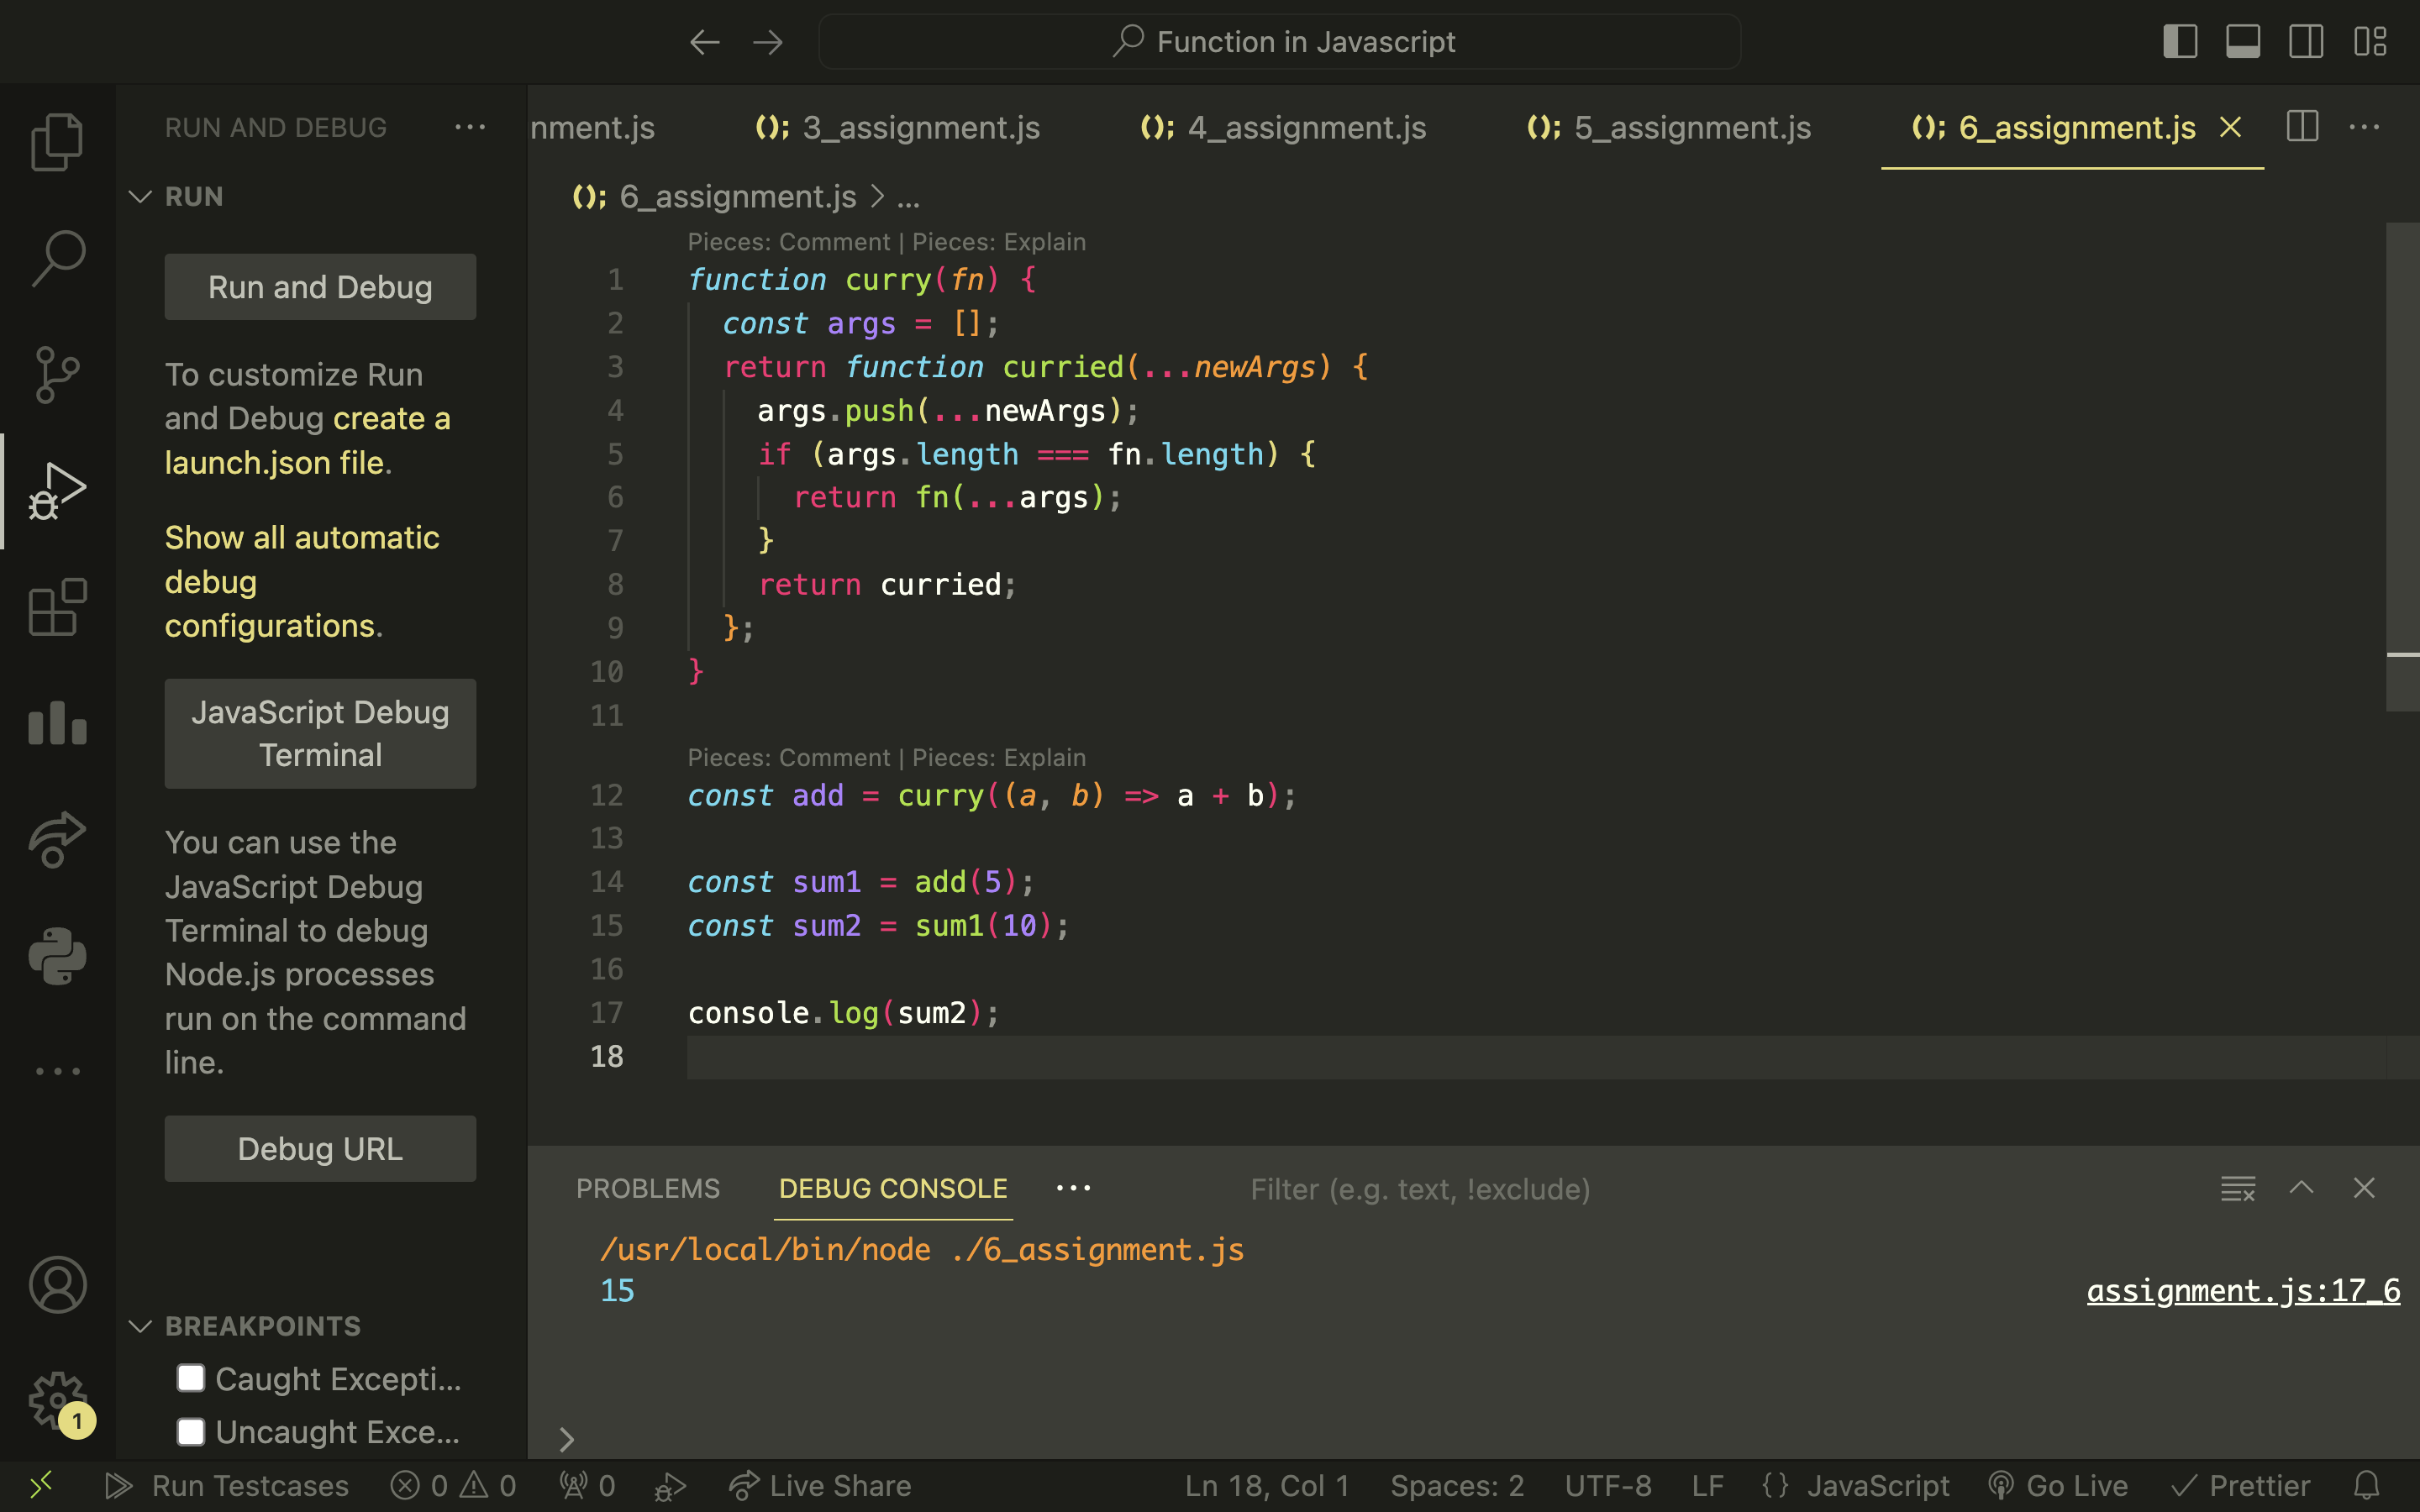 Function in Javascript
RUN AND DEBUG
RUN
Run and Debug
To customize Run
and Debug create a
launch.json file.
Show all automatic
debug
configurations.
JavaScript Debug
Terminal
You can use the
JavaScript Debug
Terminal to debug
Node.js processes
run on the command
line.
Debug URL
BREAKPOINTS
Caught Excepti...
Uncaught Exce...
1
nment.js
(); 3_assignment.js
(); 4_assignment.js
(); 5_assignment.js
(); 6_assignment.js
(); 6_assignment.js > ...
Pieces: Comment | Pieces: Explain
1 function curry(fn) {
2   const args = [];
3   return function curried(...newArgs) {
4     args.push(...newArgs);
5     if (args.length === fn.length) {
6       return fn(...args);
7     }
8     return curried;
9   };
10 }
11
Pieces: Comment | Pieces: Explain
12 const add = curry((a, b) => a + b);
13
14 const sum1 = add(5);
15 const sum2 = sum1(10);
16
17 console.log(sum2);
18
PROBLEMS DEBUG CONSOLE ... Filter (e.g. text, !exclude)
/usr/local/bin/node ./6_assignment.js
15 assignment.js:17_6
>
Run Testcases 0 0 0 Live Share Ln 18, Col 1 Spaces: 2 UTF-8 LF {} JavaScript Go Live Prettier